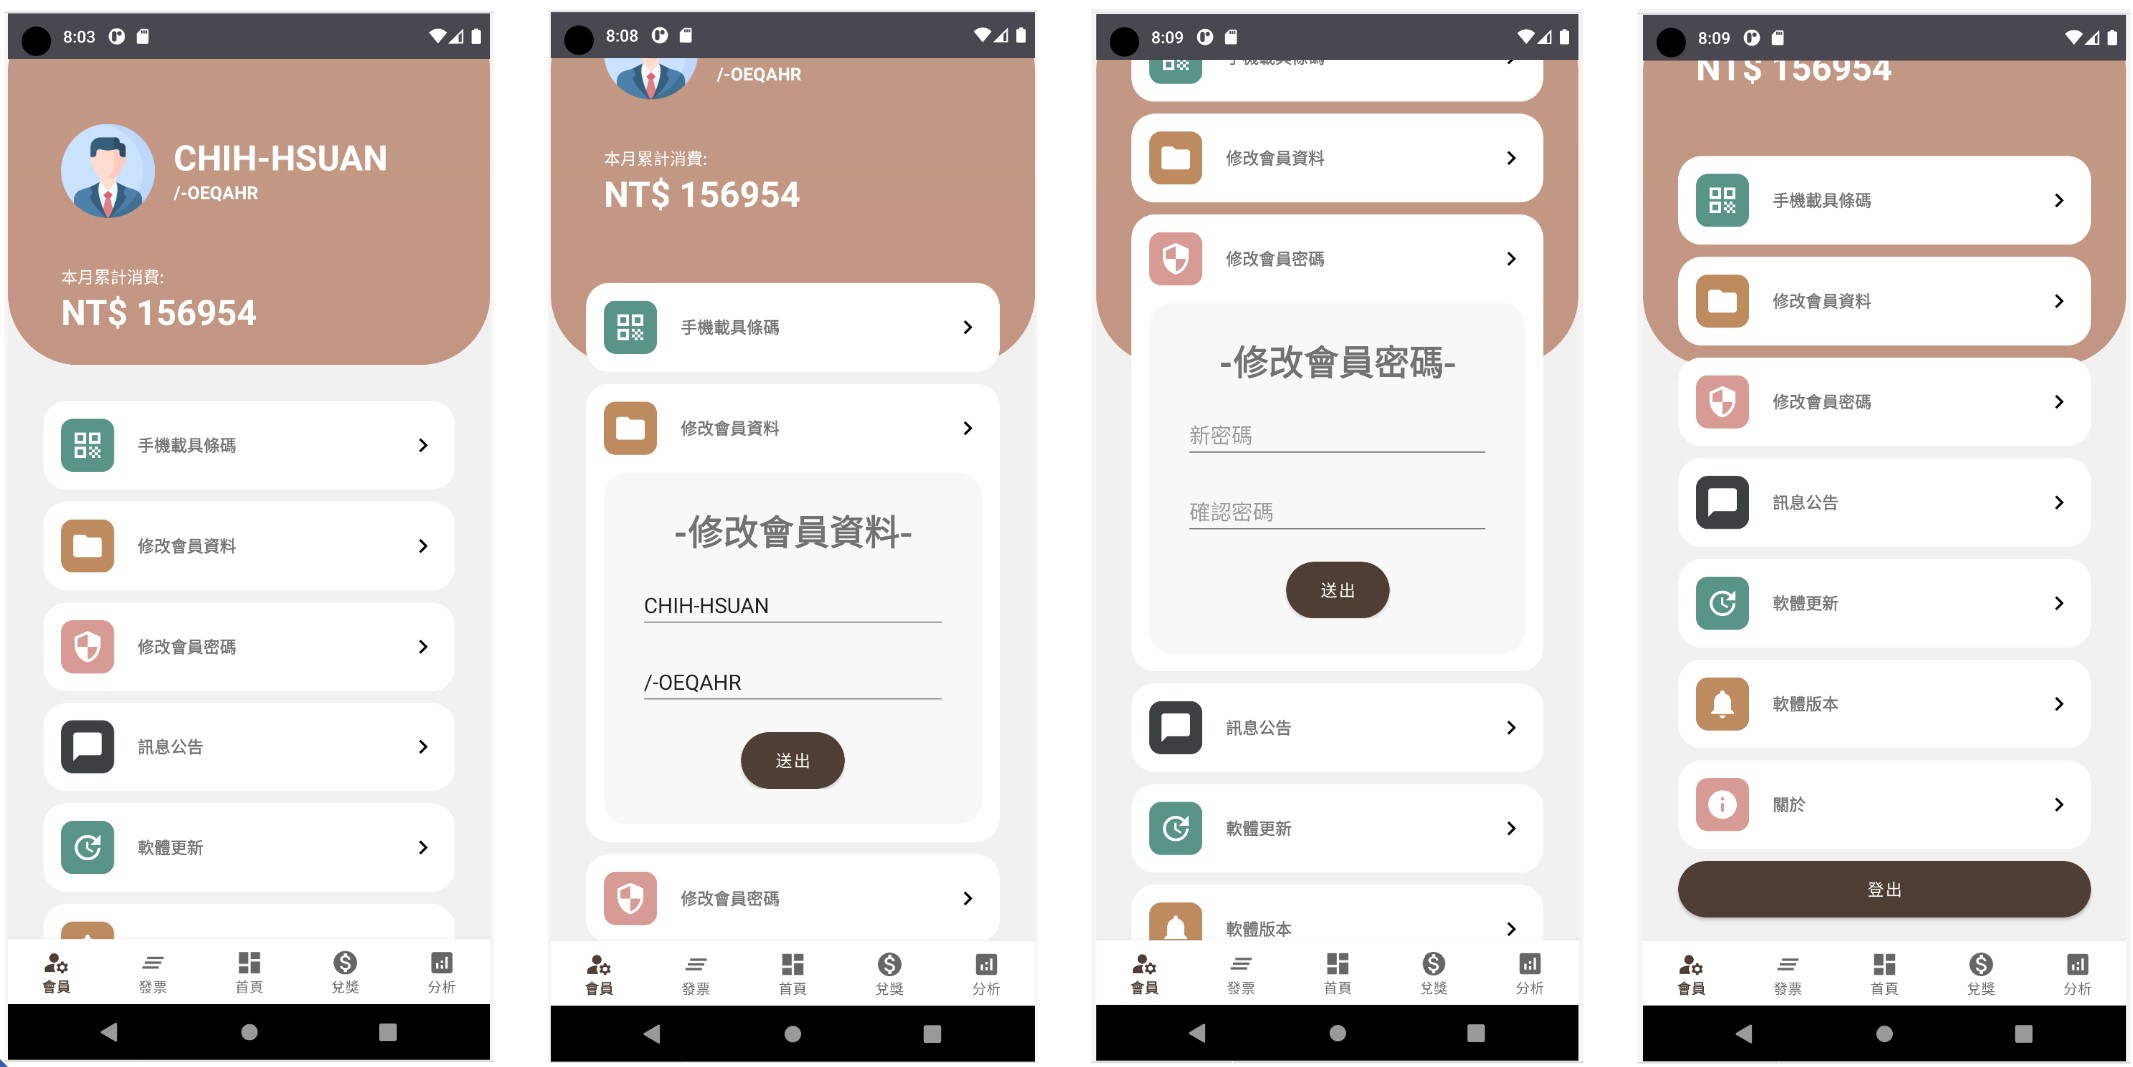 8:03
CHIH-HSUAN
/-OEQAHR
本月累計消費:
NT$ 156954
手機載具條碼
修改會員資料
修改會員密碼
訊息公告
軟體更新
會員
發票
首頁
兌獎
分析
8:08
/-OEQAHR
本月累計消費:
NT$ 156954
手機載具條碼
修改會員資料
-修改會員資料-
CHIH-HSUAN
/-OEQAHR
送出
修改會員密碼
會員
發票
首頁
兌獎
分析
8:09
手機載具條碼
修改會員資料
修改會員密碼
-修改會員密碼-
新密碼
確認密碼
送出
訊息公告
軟體更新
軟體版本
會員
發票
首頁
兌獎
分析
8:09
NT$ 156954
手機載具條碼
修改會員資料
修改會員密碼
訊息公告
軟體更新
軟體版本
關於
登出
會員
發票
首頁
兌獎
分析